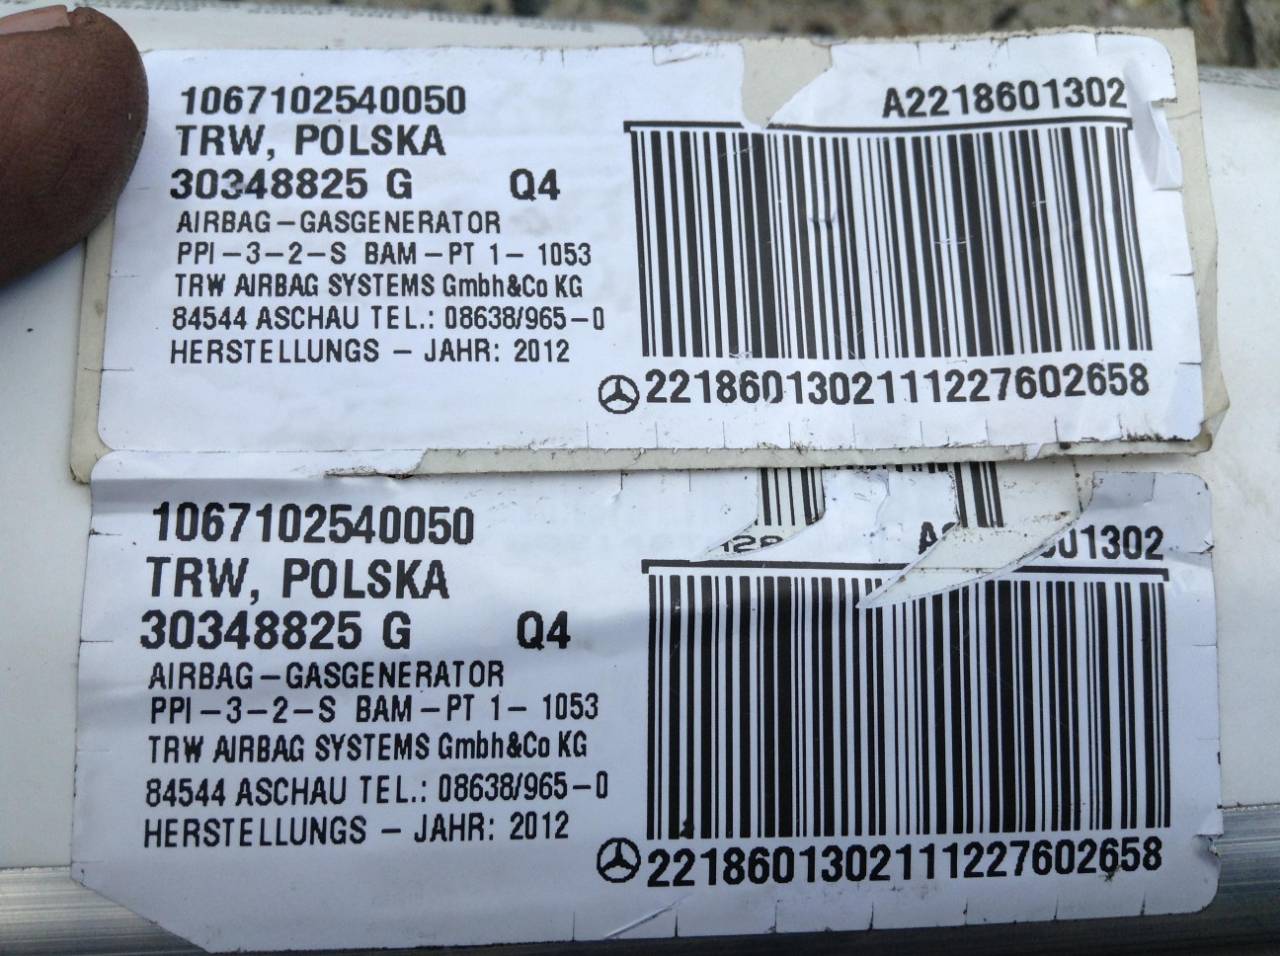 1067102540050
A2218601302
TRW, POLSKA
30348825 G Q4
AIRBAG-GASGENERATOR
PPI-3-2-S BAM-PT 1- 1053
TRW AIRBAG SYSTEMS Gmbh&Co KG
84544 ASCHAU TEL.: 08638/965-0
HERSTELLUNGS - JAHR: 2012
221860130211227602658
1067102540050
TRW, POLSKA
30348825 G Q4
AIRBAG-GASGENERATOR
PPI-3-2-S BAM-PT 1- 1053
TRW AIRBAG SYSTEMS Gmbh&Co KG
84544 ASCHAU TEL.: 08638/965-0
HERSTELLUNGS - JAHR: 2012
2218601302111227602658